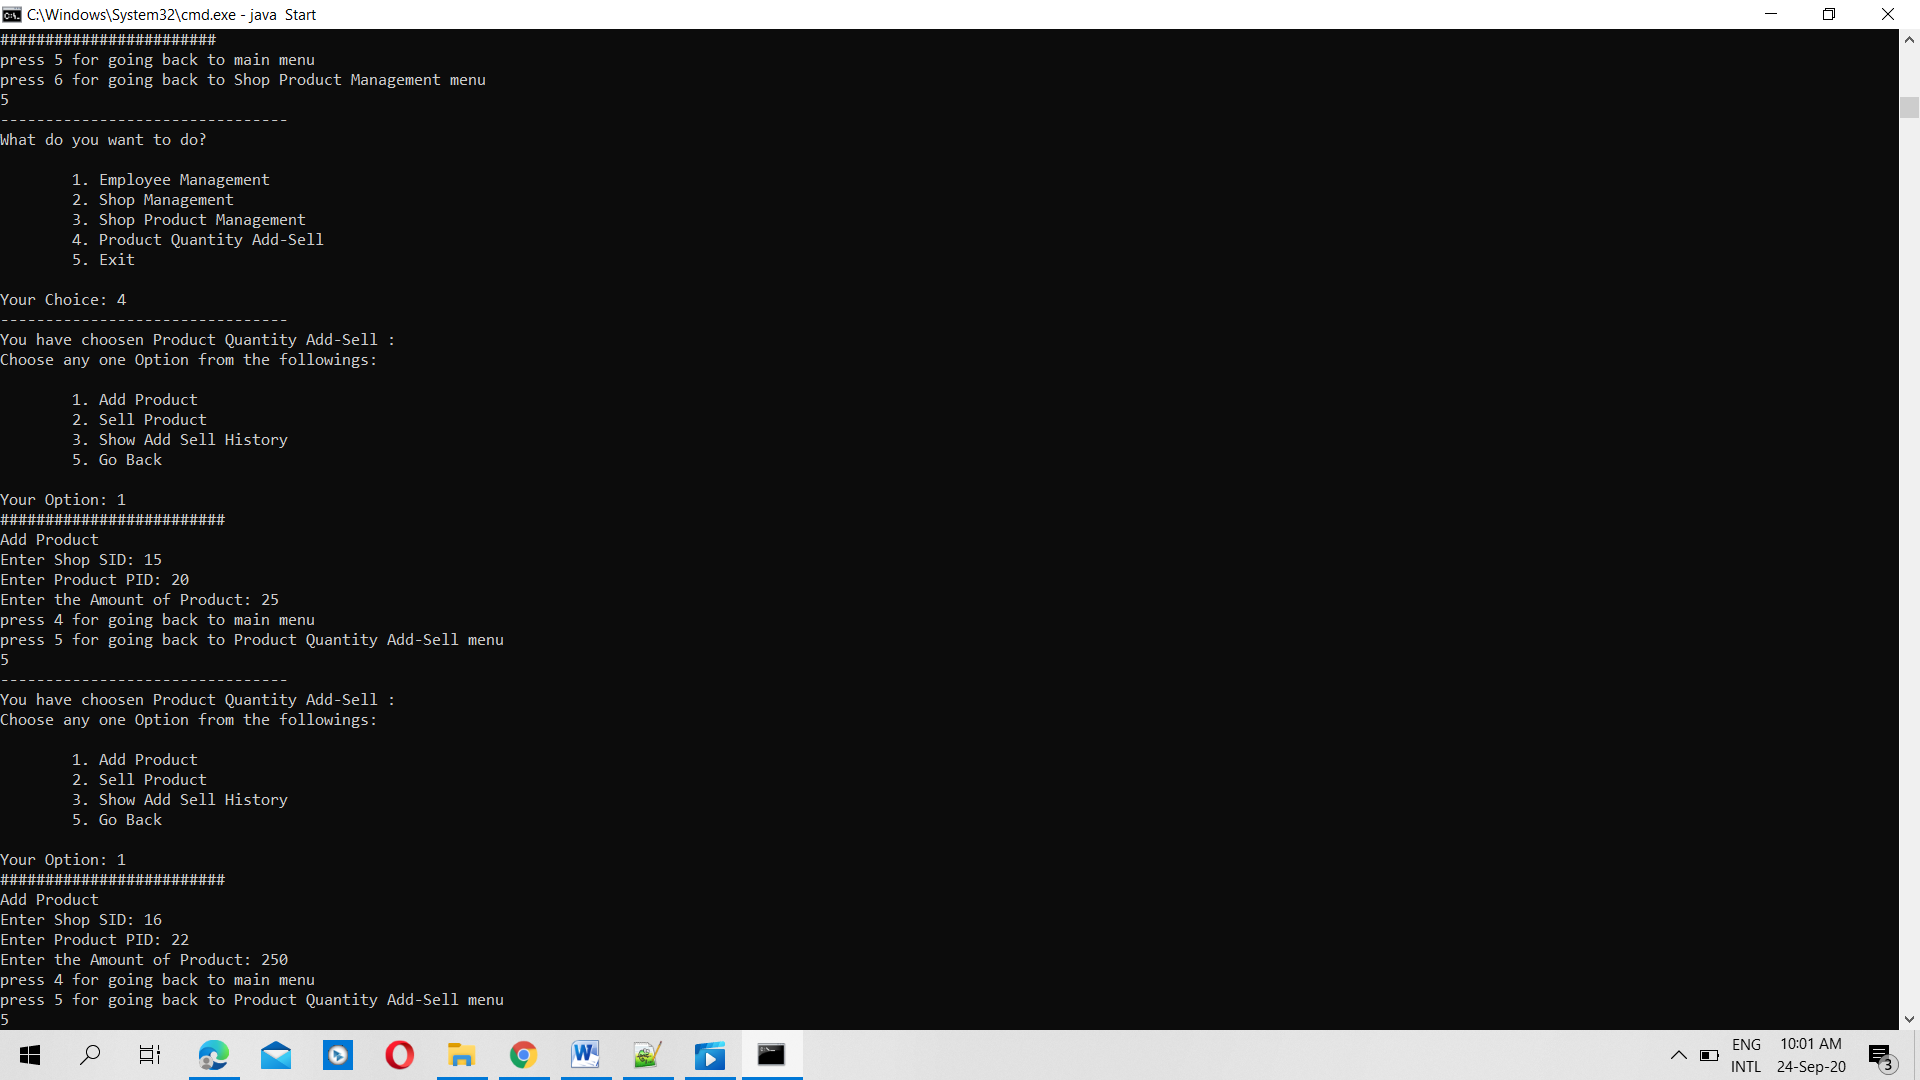 C:\Windows\System32\cmd.exe - java  Start
########################
press 5 for going back to main menu
press 6 for going back to Shop Product Management menu
5
--------------------------------
What do you want to do?
1. Employee Management
2. Shop Management
3. Shop Product Management
4. Product Quantity Add-Sell
5. Exit
Your Choice: 4
--------------------------------
You have choosen Product Quantity Add-Sell :
Choose any one Option from the followings:
1. Add Product
2. Sell Product
3. Show Add Sell History
5. Go Back
Your Option: 1
#########################
Add Product
Enter Shop SID: 15
Enter Product PID: 20
Enter the Amount of Product: 25
press 4 for going back to main menu
press 5 for going back to Product Quantity Add-Sell menu
5
--------------------------------
You have choosen Product Quantity Add-Sell :
Choose any one Option from the followings:
1. Add Product
2. Sell Product
3. Show Add Sell History
5. Go Back
Your Option: 1
#########################
Add Product
Enter Shop SID: 16
Enter Product PID: 22
Enter the Amount of Product: 250
press 4 for going back to main menu
press 5 for going back to Product Quantity Add-Sell menu
5
ENG
INTL
10:01 AM
24-Sep-20
3